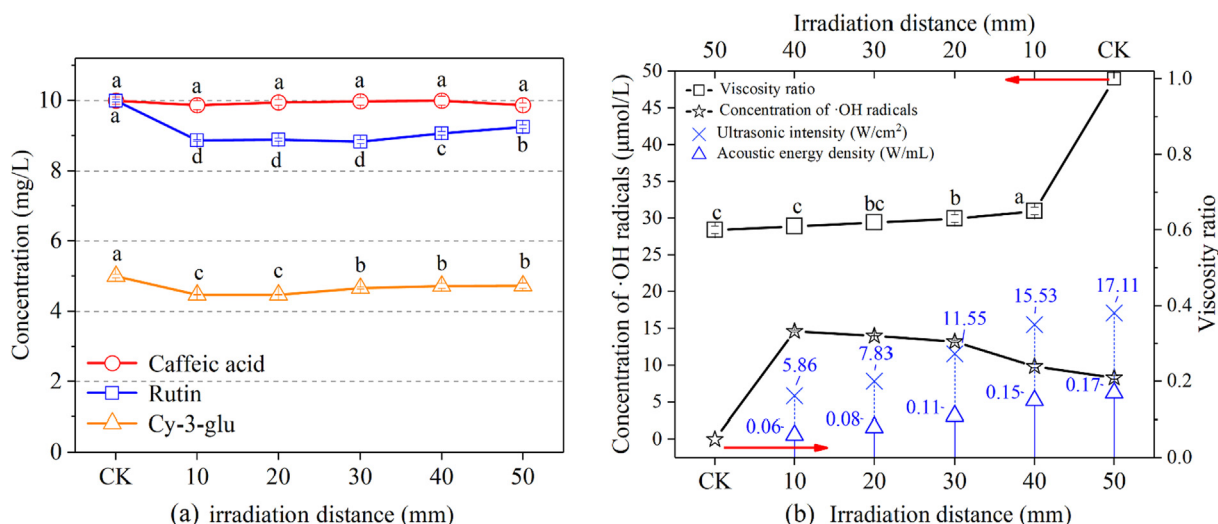 a a a a a a
10
a
d d d c b
8
6
a c c b b b
4
2
0
Concentration (mg/L)
Caffeic acid
Rutin
Cy-3-glu
CK 10 20 30 40 50
(a) irradiation distance (mm)
Irradiation distance (mm)
50 40 30 20 10 CK
50
45
40
35
30
25
20
15
10
5
0
Concentration of ·OH radicals (μmol/L)
Viscosity ratio
Concentration of ·OH radicals
Ultrasonic intensity (W/cm²)
Acoustic energy density (W/mL)
c c bc b a
5.86 7.83 11.55 15.53 17.11
0.06 0.08 0.11 0.15 0.17
1.0
0.8
0.6
0.4
0.2
0.0
Viscosity ratio
CK 10 20 30 40 50
(b) Irradiation distance (mm)